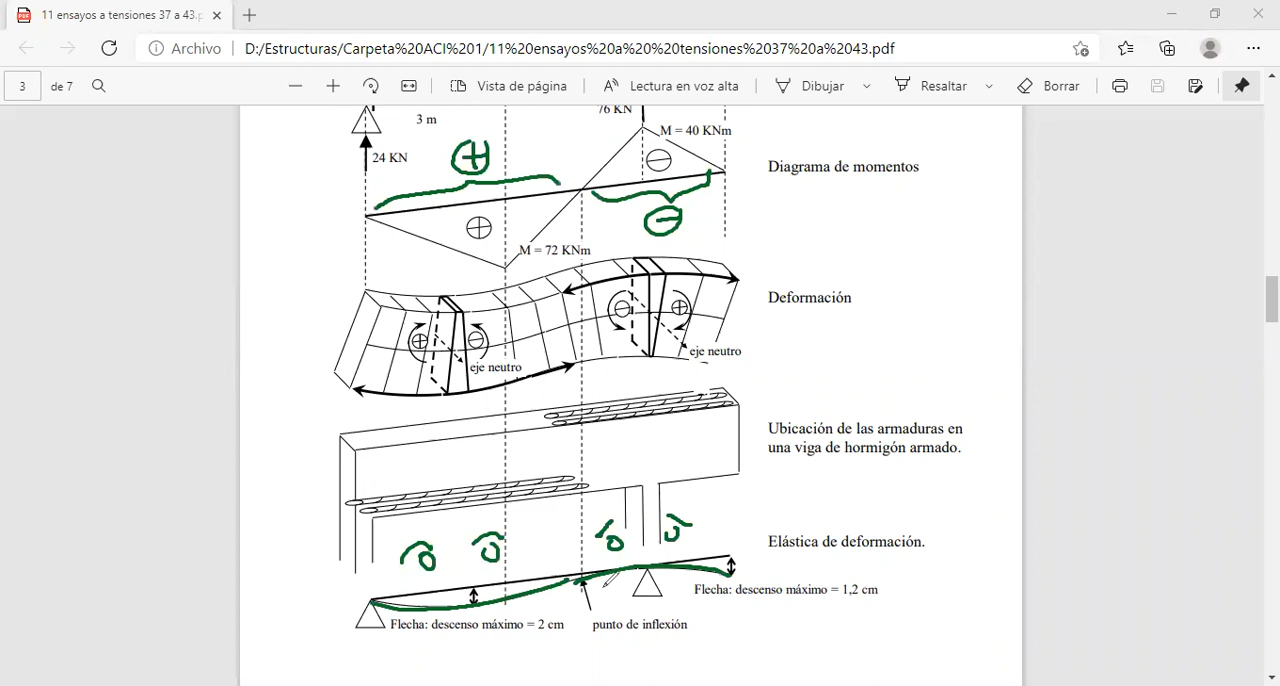 11 ensayos a tensiones 37 a 43.p
Archivo D:/Estructuras/Carpeta%20ACI%201/11%20ensayos%20a%20%20tensiones%2037%20a%2043.pdf
3 de 7 Vista de página Lectura en voz alta Dibujar Resaltar Borrar
3 m
76 KN
M = 40 KNm
24 KN
+
−
Diagrama de momentos
+
−
M = 72 KNm
Deformación
+ − − +
eje neutro
eje neutro
Ubicación de las armaduras en
una viga de hormigón armado.
Elástica de deformación.
Flecha: descenso máximo = 1,2 cm
Flecha: descenso máximo = 2 cm
punto de inflexión